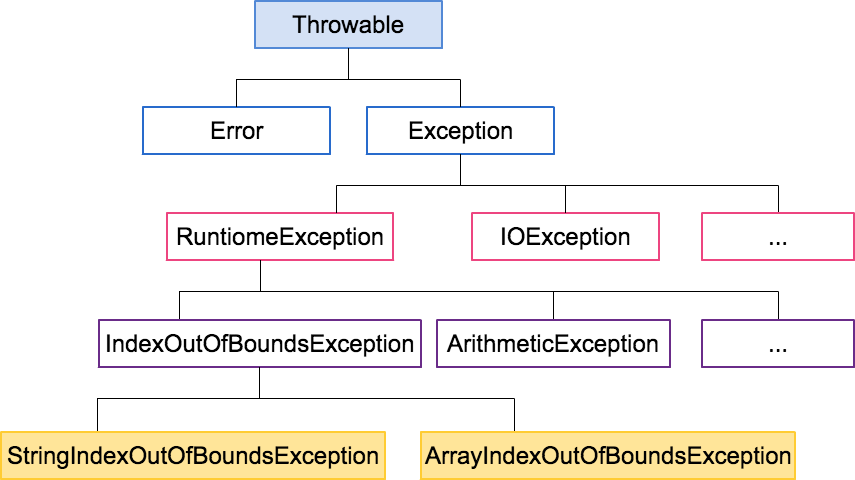 Throwable
Error
Exception
RuntiomeException
IOException
...
IndexOutOfBoundsException
ArithmeticException
...
StringIndexOutOfBoundsException
ArrayIndexOutOfBoundsException